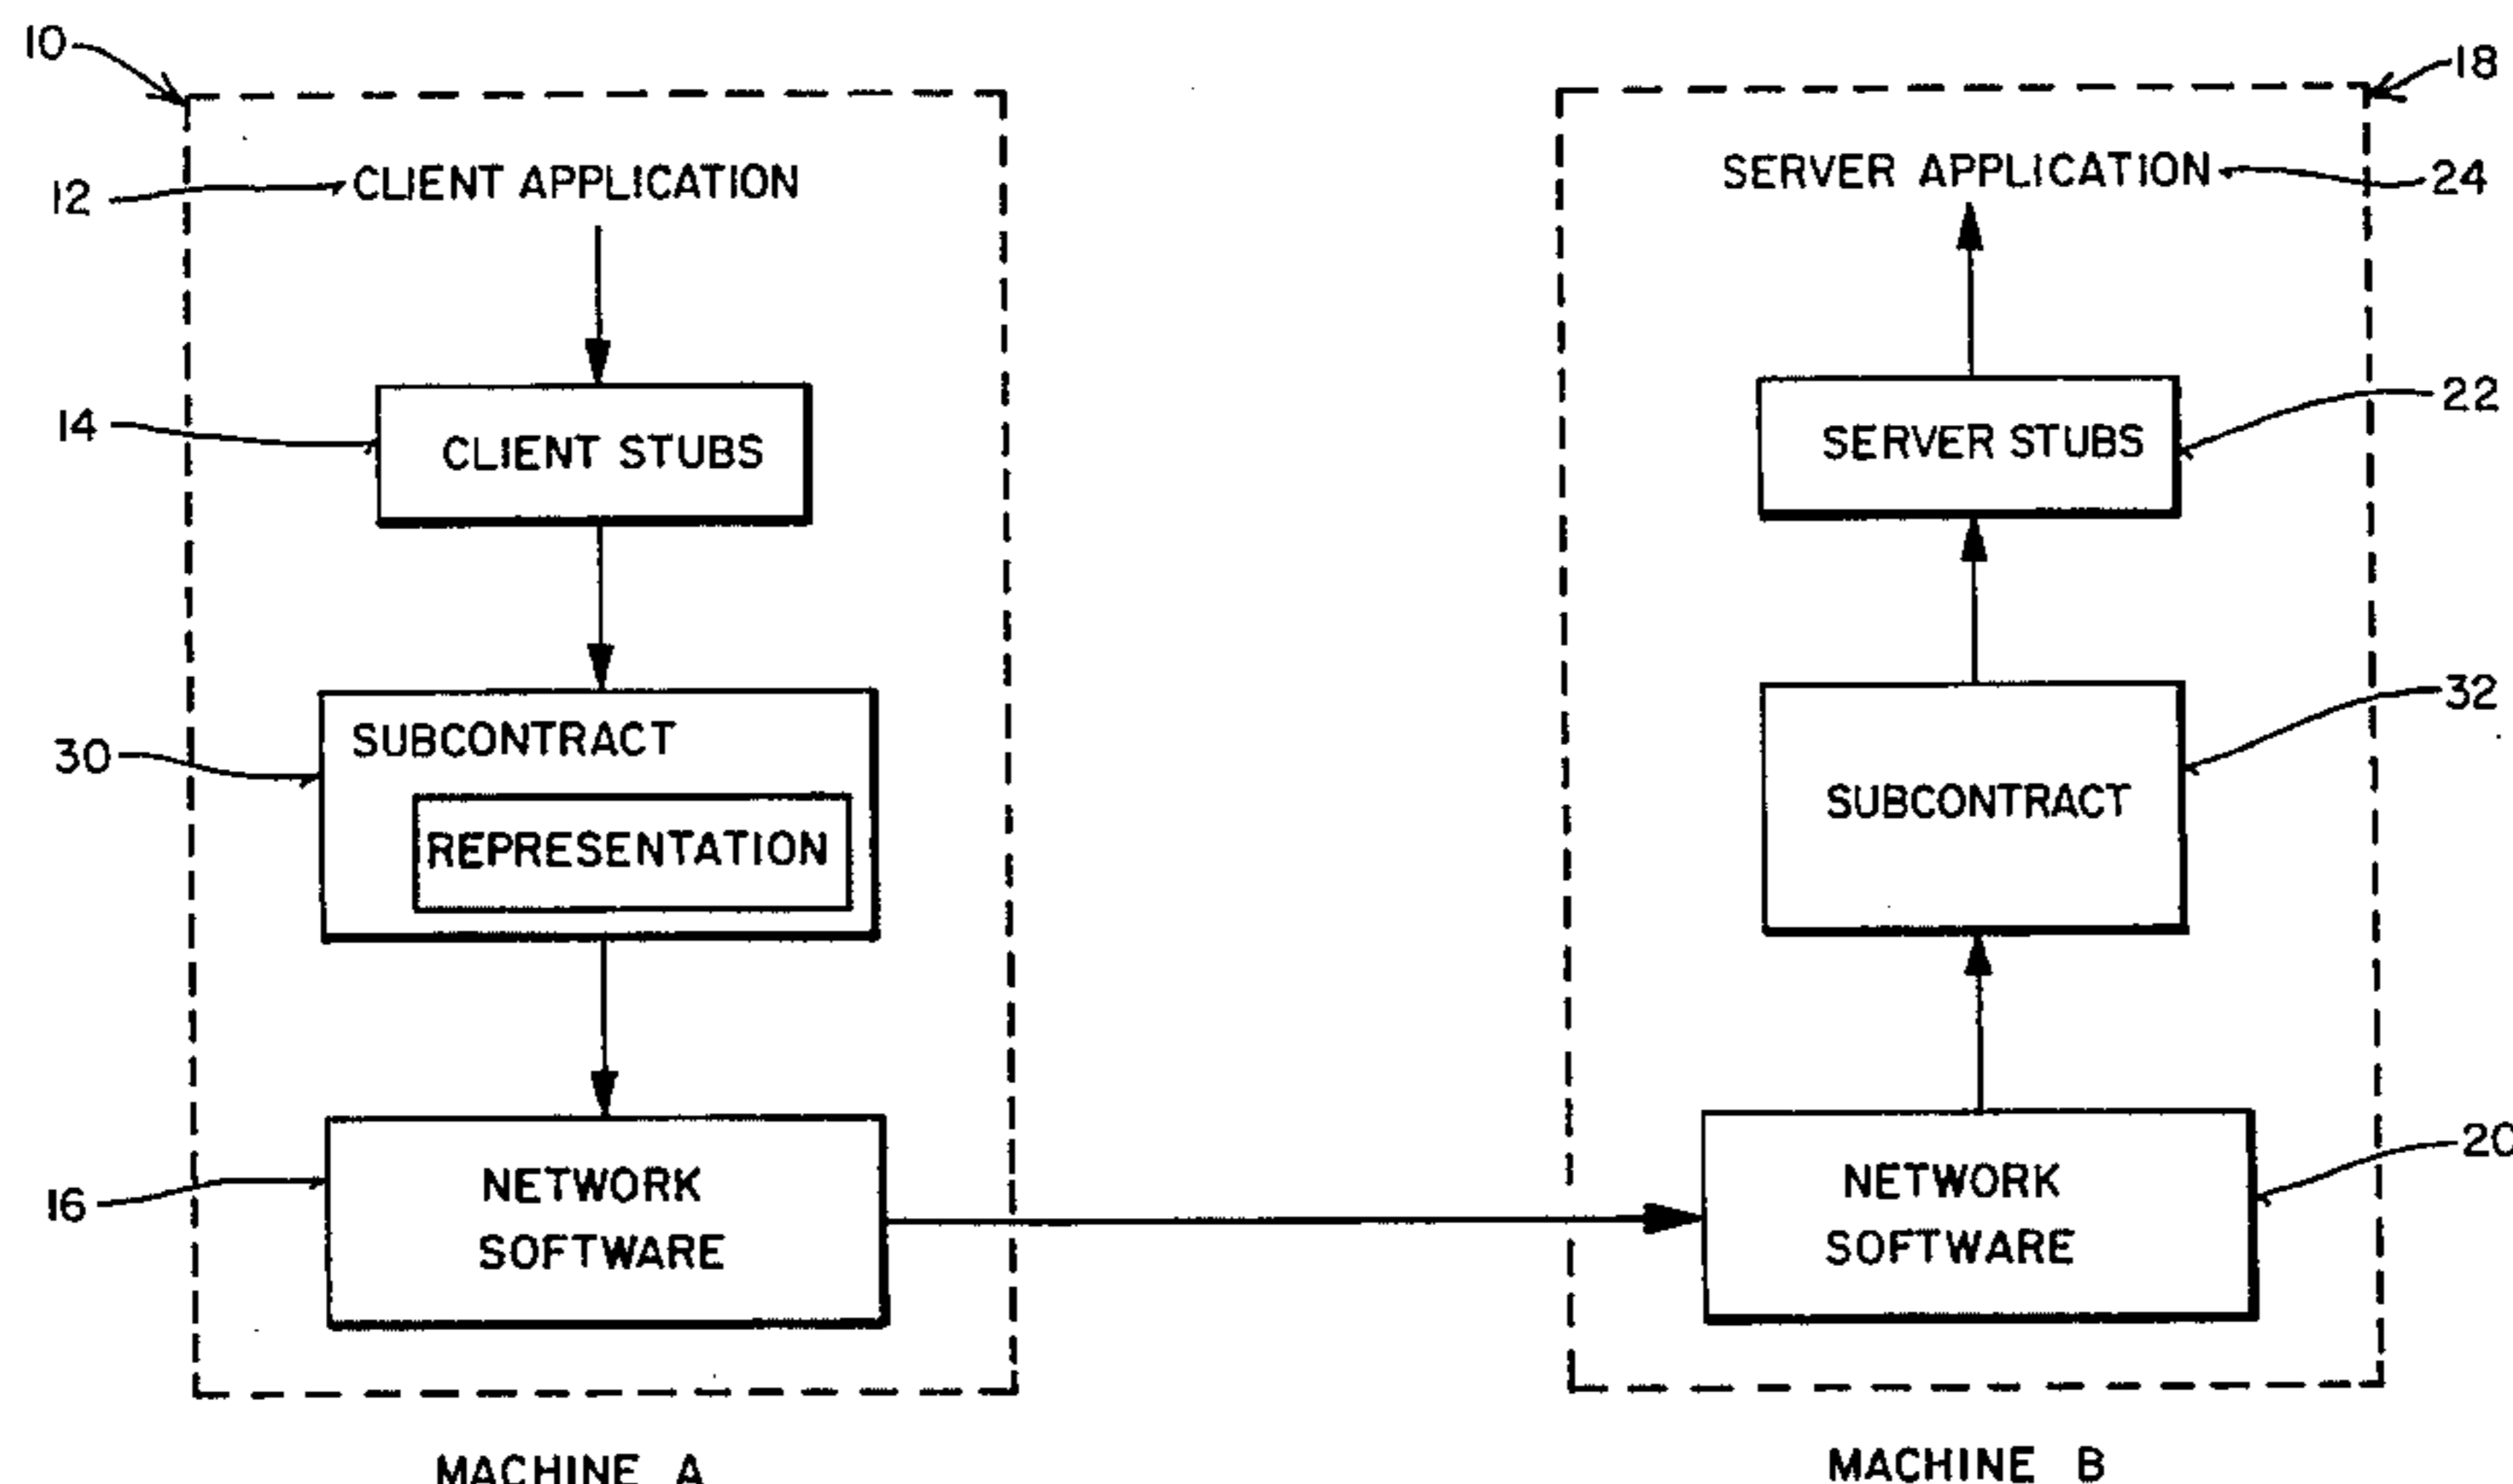 10
12
CLIENT APPLICATION
14
CLIENT STUBS
30
SUBCONTRACT
REPRESENTATION
16
NETWORK
SOFTWARE
MACHINE A
18
SERVER APPLICATION
24
SERVER STUBS
22
SUBCONTRACT
32
NETWORK
SOFTWARE
20
MACHINE B